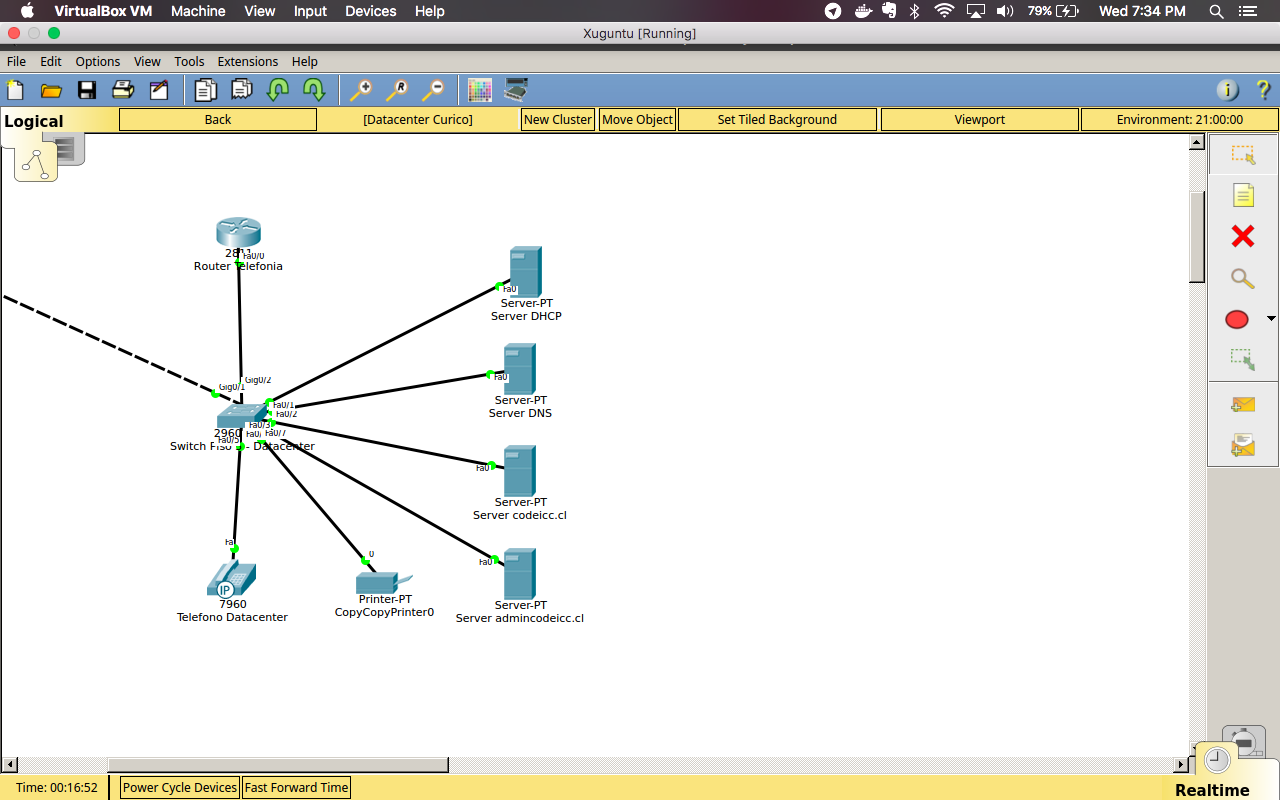 VirtualBox VM Machine View Input Devices Help 79% Wed 7:34 PM
Xuguntu [Running]
File Edit Options View Tools Extensions Help
R i ?
Logical Back [Datacenter Curico] New Cluster Move Object Set Tiled Background Viewport Environment: 21:00:00
Fa0/0
Router Telefonia
Fa0
Server-PT
Server DHCP
Gig0/2
Gig0/1
Fa0
Server-PT
Server DNS
Fa0/1
Fa0/2
Fa0/3
Fa0/7
Fa0/5
2960
Switch Piso - Datacenter
Fa0
Server-PT
Server codeicc.cl
Fa
IP
7960
Telefono Datacenter
0
Printer-PT
CopyCopyPrinter0
Fa0
Server-PT
Server admincodeicc.cl
Time: 00:16:52 Power Cycle Devices Fast Forward Time Realtime